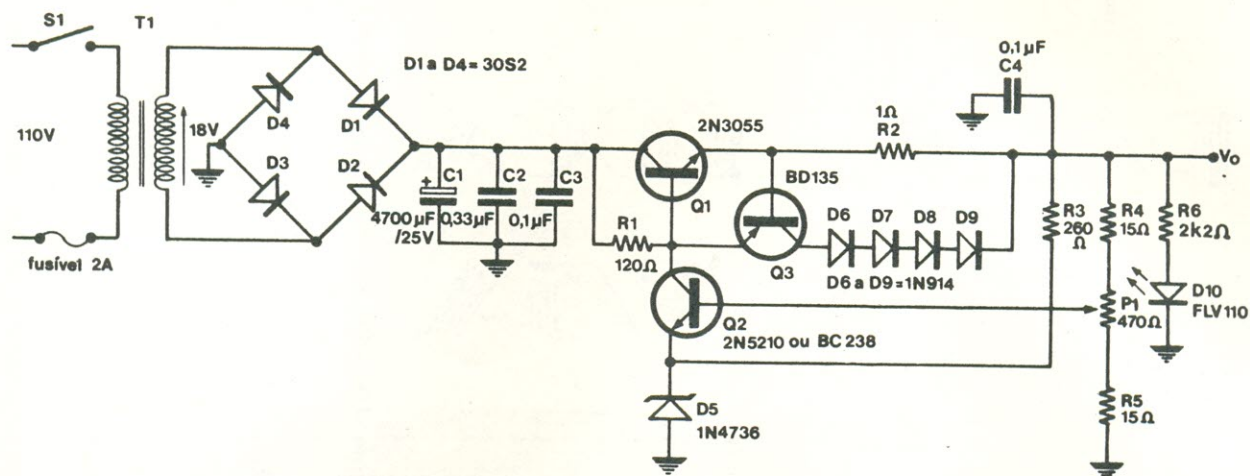 S1
T1
110V
18V
fusível 2A
D4
D1
D3
D2
D1 a D4 = 30S2
+
C1
4700µF
/25V
C2
0,33µF
C3
0,1µF
R1
120Ω
2N3055
Q1
BD135
Q3
1Ω
R2
D6
D7
D8
D9
D6 a D9 = 1N914
Q2
2N5210 ou BC 238
D5
1N4736
0,1µF
C4
Vo
R3
260
Ω
R4
15Ω
R6
2k2Ω
P1
470Ω
D10
FLV110
R5
15Ω